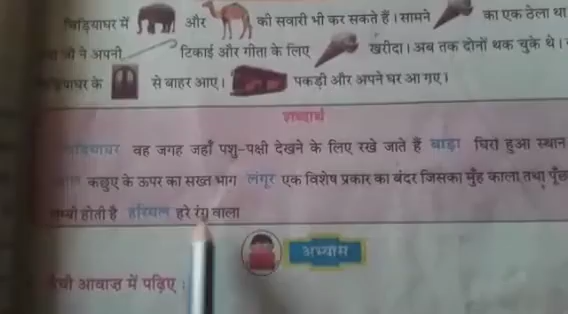 चिड़ियाघर में और की सवारी भी कर सकते हैं। सामने का एक ठेला था
जी ने अपनी टिकाई और गीता के लिए खरीदा। अब तक दोनों थक चुके थे।
के से बाहर आए। पकड़ी और अपने घर आ गए।
शब्दार्थ
चिड़ियाघर वह जगह जहाँ पशु-पक्षी देखने के लिए रखे जाते हैं बाड़ा घिरा हुआ स्थान
कछुए के ऊपर का सख्त भाग लंगूर एक विशेष प्रकार का बंदर जिसका मुँह काला तथा पूँछ
लम्बी होती है हरियल हरे रंग वाला
अभ्यास
आवाज़ में पढ़िए